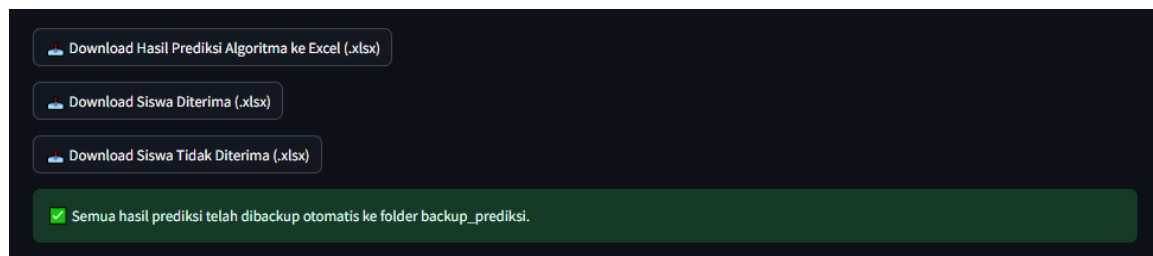 Download Hasil Prediksi Algoritma ke Excel (.xlsx)
Download Siswa Diterima (.xlsx)
Download Siswa Tidak Diterima (.xlsx)
Semua hasil prediksi telah dibackup otomatis ke folder backup_prediksi.